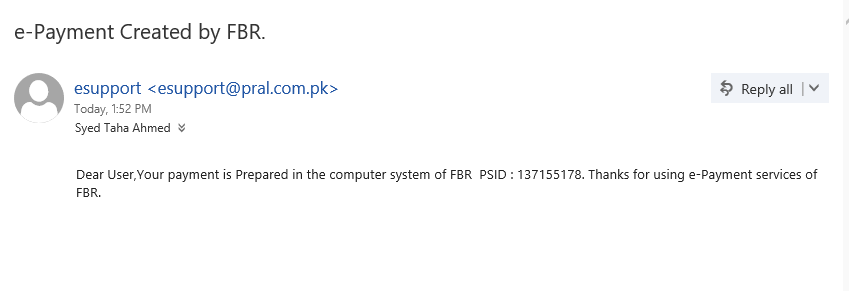 e-Payment Created by FBR.
esupport <esupport@pral.com.pk>
Reply all
Today, 1:52 PM
Syed Taha Ahmed
Dear User,Your payment is Prepared in the computer system of FBR  PSID : 137155178. Thanks for using e-Payment services of
FBR.